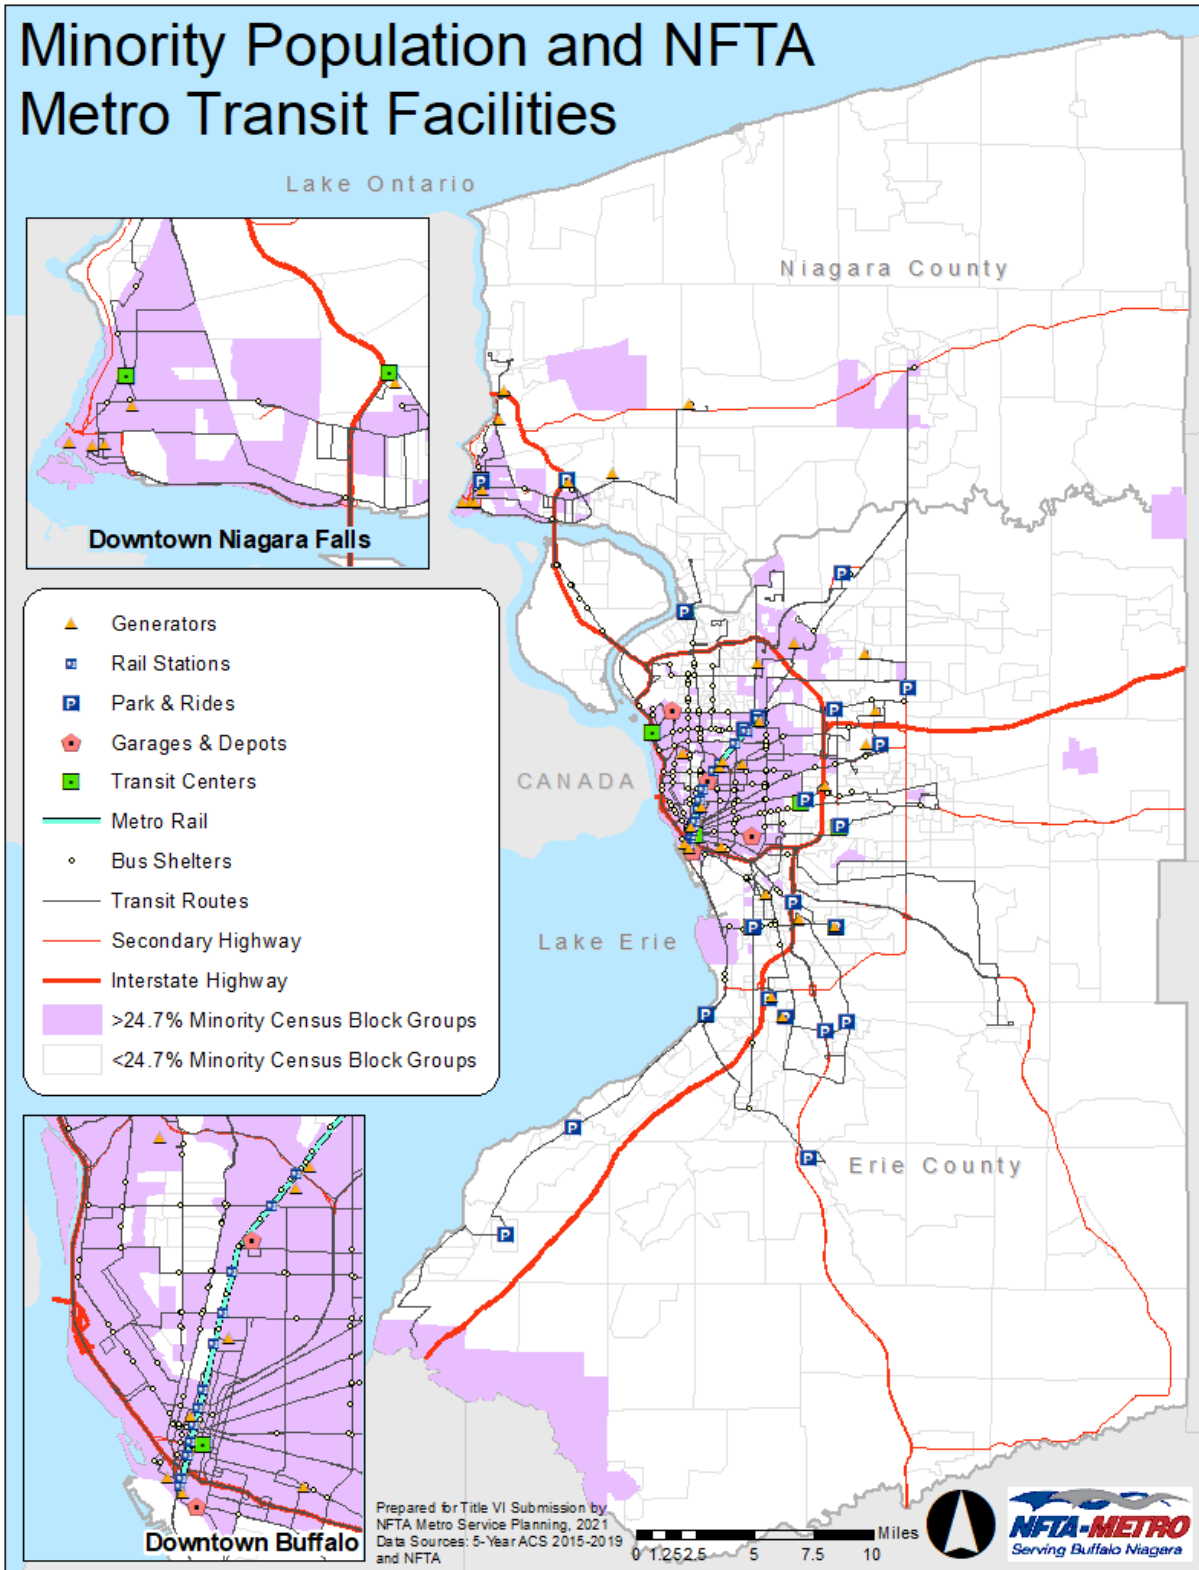 Minority Population and NFTA
Metro Transit Facilities
Lake Ontario
Niagara County
Downtown Niagara Falls
Generators
Rail Stations
P Park & Rides
Garages & Depots
Transit Centers
Metro Rail
Bus Shelters
Transit Routes
Secondary Highway
Interstate Highway
>24.7% Minority Census Block Groups
<24.7% Minority Census Block Groups
CANADA
Lake Erie
Erie County
Downtown Buffalo
Prepared for Title VI Submission by
NFTA Metro Service Planning, 2021
Data Sources: 5-Year ACS 2015-2019
and NFTA
Miles
0 1.252.5 5 7.5 10
NFTA-METRO
Serving Buffalo Niagara